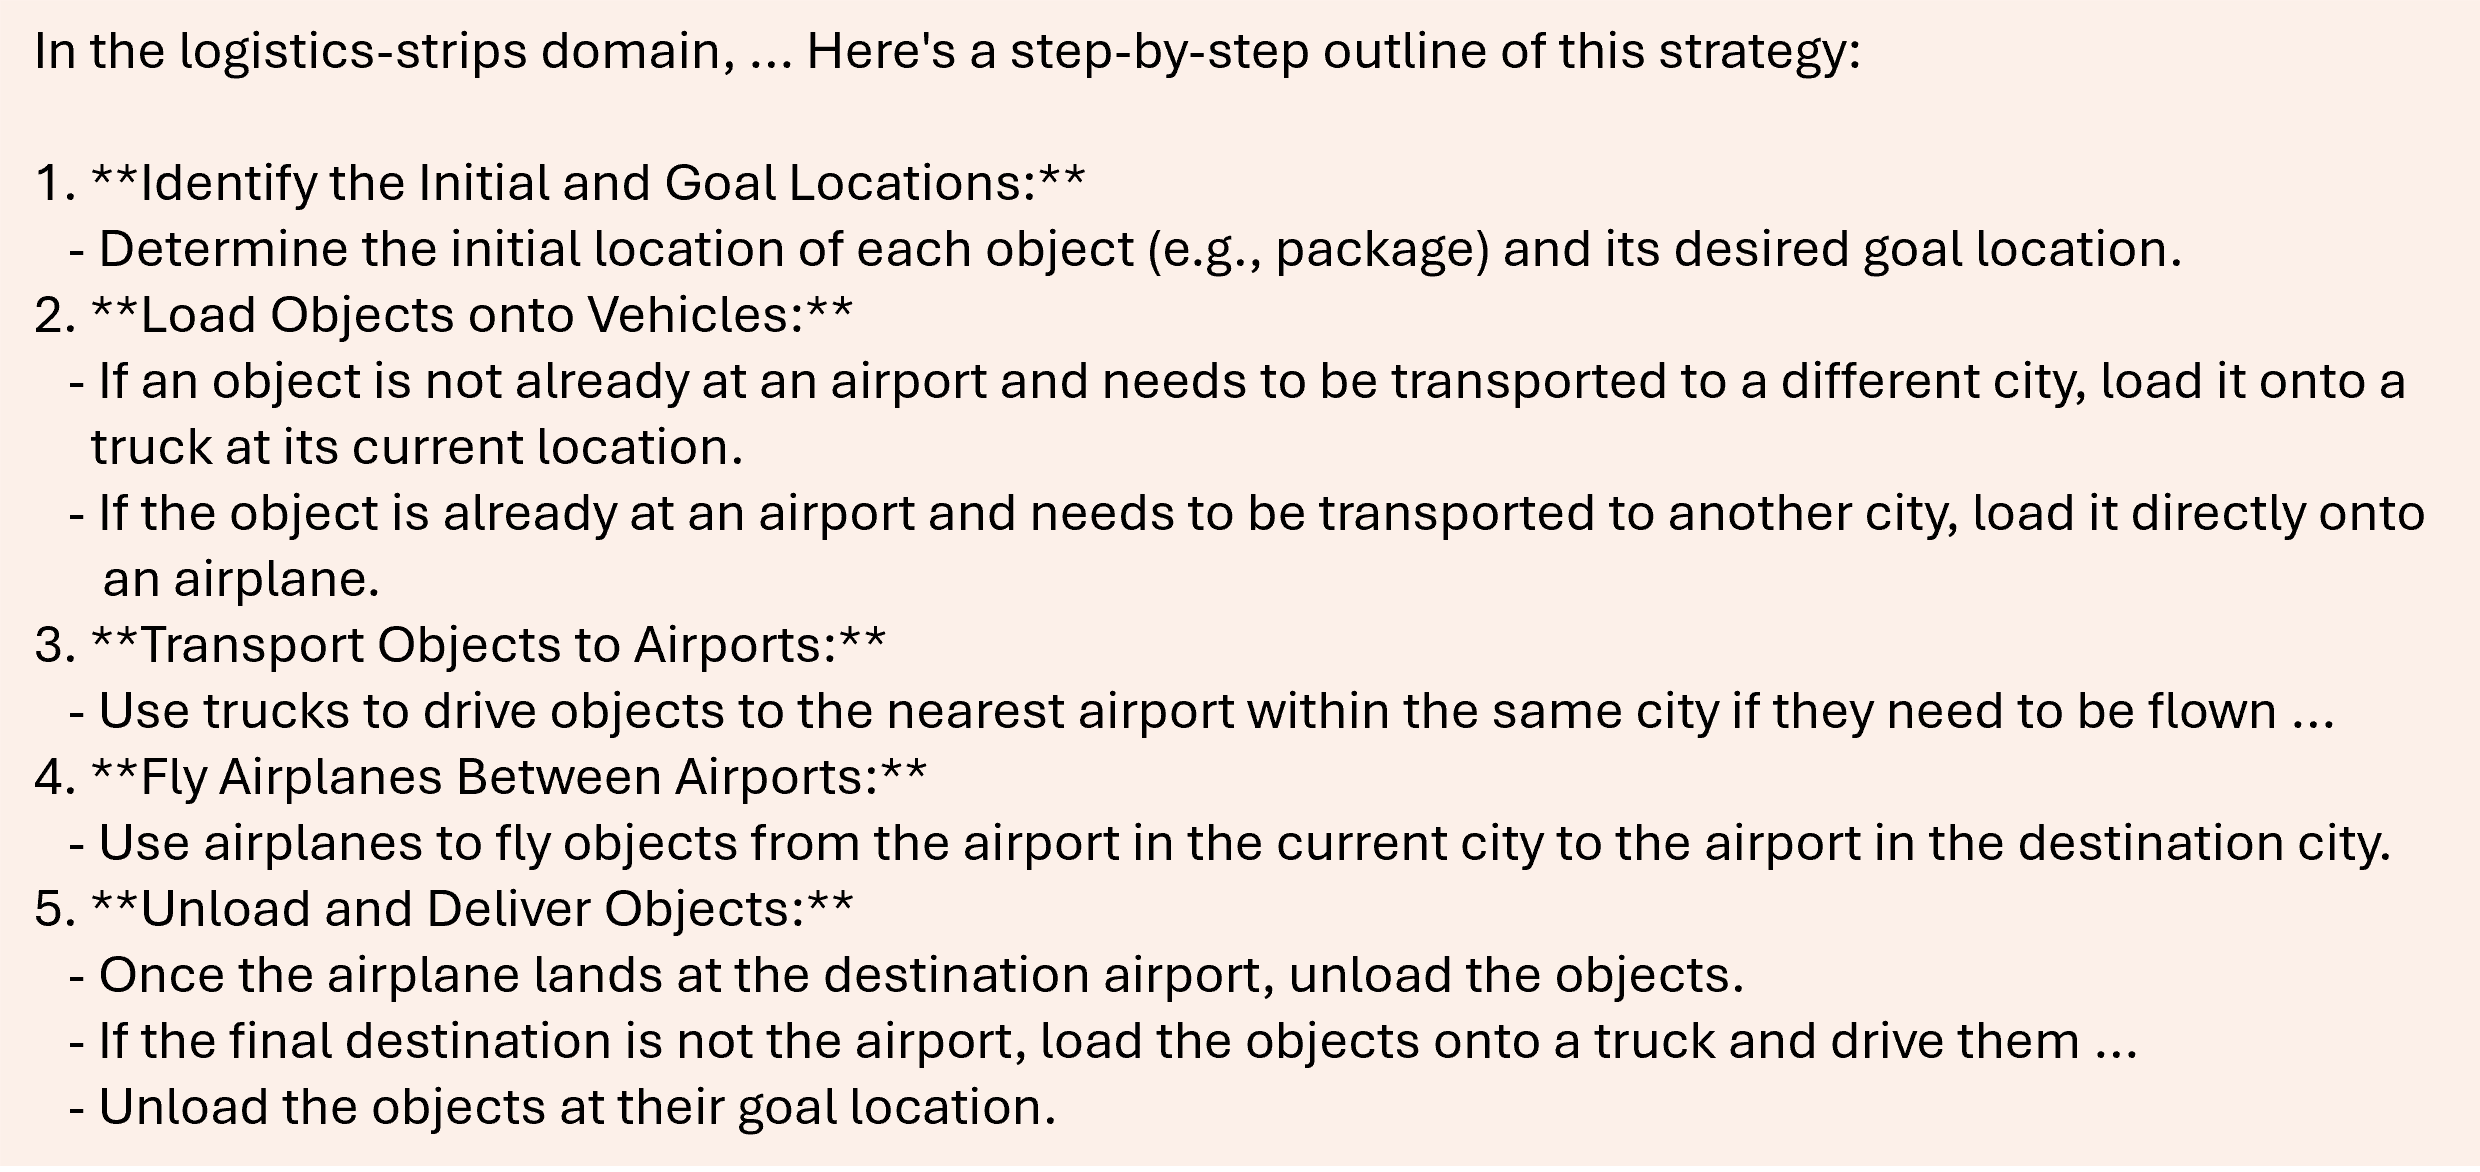 In the logistics-strips domain, ... Here's a step-by-step outline of this strategy:
1. **Identify the Initial and Goal Locations:**
- Determine the initial location of each object (e.g., package) and its desired goal location.
2. **Load Objects onto Vehicles:**
- If an object is not already at an airport and needs to be transported to a different city, load it onto a
truck at its current location.
- If the object is already at an airport and needs to be transported to another city, load it directly onto
an airplane.
3. **Transport Objects to Airports:**
- Use trucks to drive objects to the nearest airport within the same city if they need to be flown ...
4. **Fly Airplanes Between Airports:**
- Use airplanes to fly objects from the airport in the current city to the airport in the destination city.
5. **Unload and Deliver Objects:**
- Once the airplane lands at the destination airport, unload the objects.
- If the final destination is not the airport, load the objects onto a truck and drive them ...
- Unload the objects at their goal location.